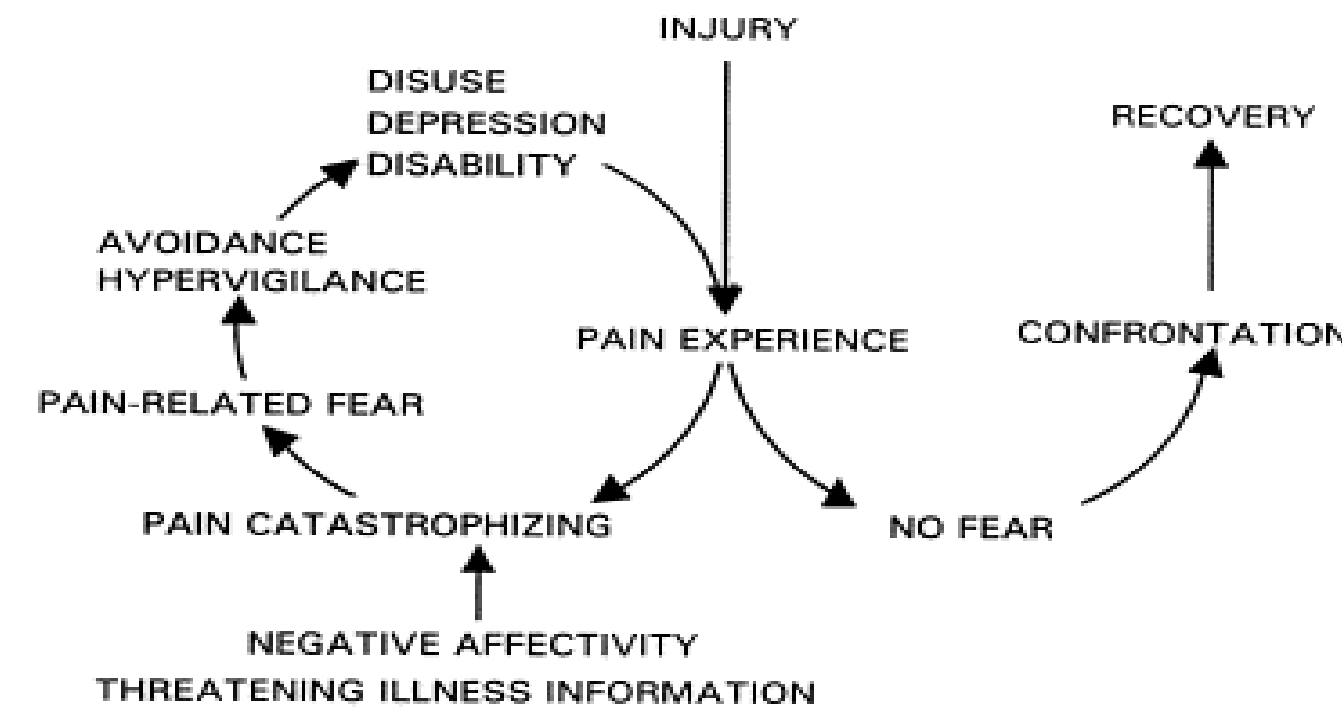 INJURY
DISUSE
DEPRESSION
DISABILITY
RECOVERY
AVOIDANCE
HYPERVIGILANCE
PAIN EXPERIENCE
CONFRONTATION
PAIN-RELATED FEAR
PAIN CATASTROPHIZING
NO FEAR
NEGATIVE AFFECTIVITY
THREATENING ILLNESS INFORMATION